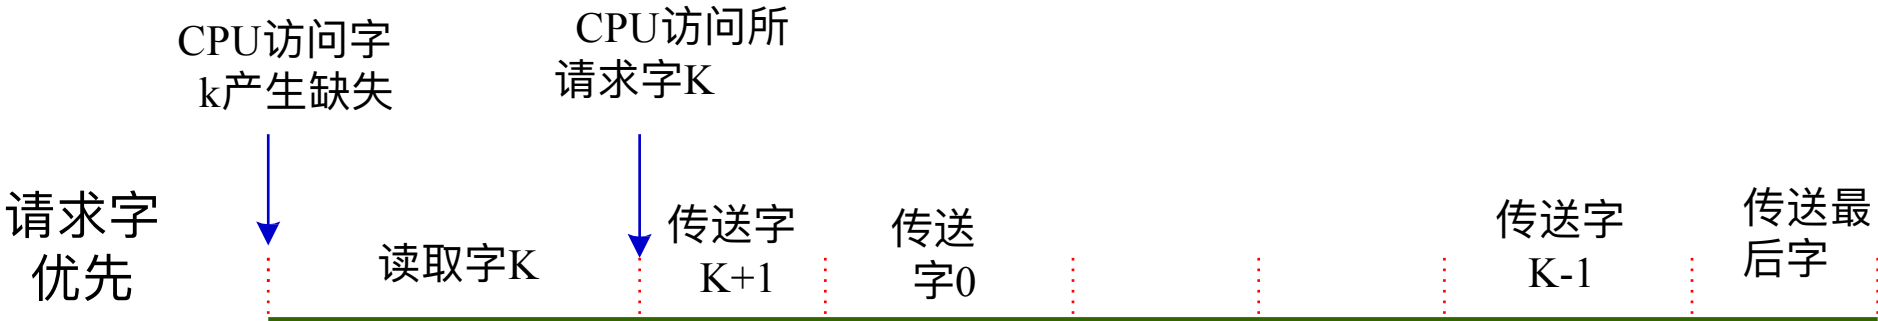 CPU访问字
k产生缺失
CPU访问所
请求字K
请求字
优先
读取字K
传送字
K+1
传送
字0
传送字
K-1
传送最
后字